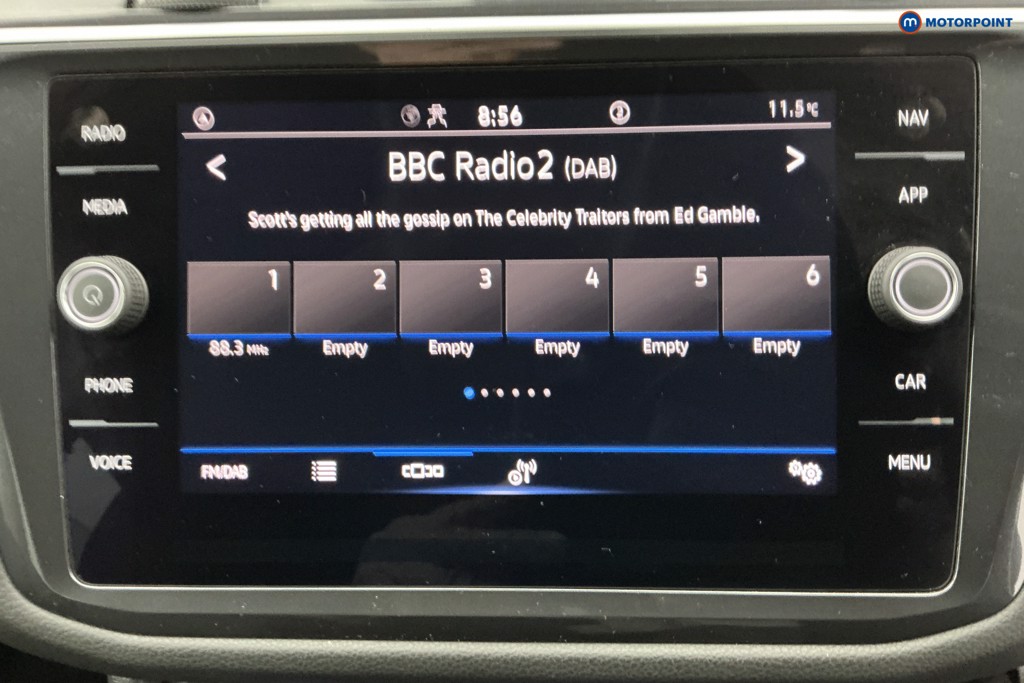 m MOTORPOINT
8:56
11.5°C
RADIO
NAV
BBC Radio2 (DAB)
MEDIA
APP
Scott's getting all the gossip on The Celebrity Traitors from Ed Gamble.
1 2 3 4 5 6
88.3 MHz Empty Empty Empty Empty Empty
PHONE
CAR
VOICE
FM/DAB
MENU